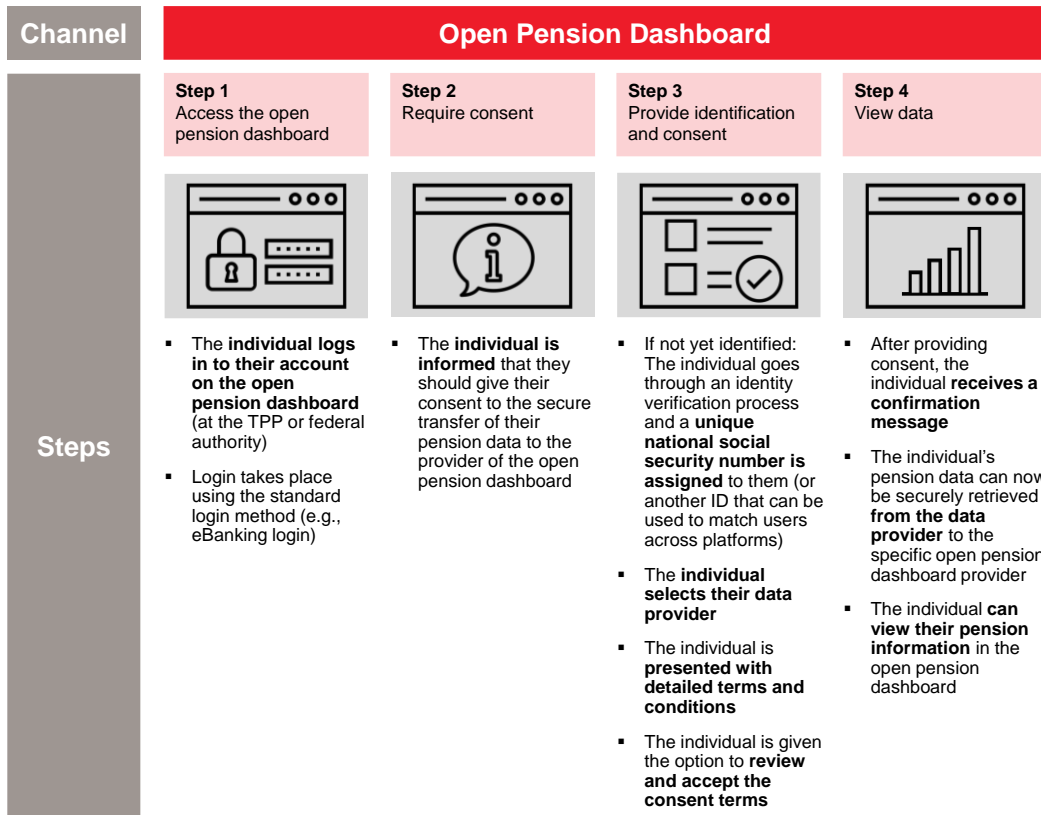 Channel
Open Pension Dashboard
Steps
Step 1
Access the open
pension dashboard
▪ The individual logs
in to their account
on the open
pension dashboard
(at the TPP or federal
authority)
▪ Login takes place
using the standard
login method (e.g.,
eBanking login)
Step 2
Require consent
▪ The individual is
informed that they
should give their
consent to the secure
transfer of their
pension data to the
provider of the open
pension dashboard
Step 3
Provide identification
and consent
▪ If not yet identified:
The individual goes
through an identity
verification process
and a unique
national social
security number is
assigned to them (or
another ID that can be
used to match users
across platforms)
▪ The individual
selects their data
provider
▪ The individual is
presented with
detailed terms and
conditions
▪ The individual is given
the option to review
and accept the
consent terms
Step 4
View data
▪ After providing
consent, the
individual receives a
confirmation
message
▪ The individual's
pension data can now
be securely retrieved
from the data
provider to the
specific open pension
dashboard provider
▪ The individual can
view their pension
information in the
open pension
dashboard